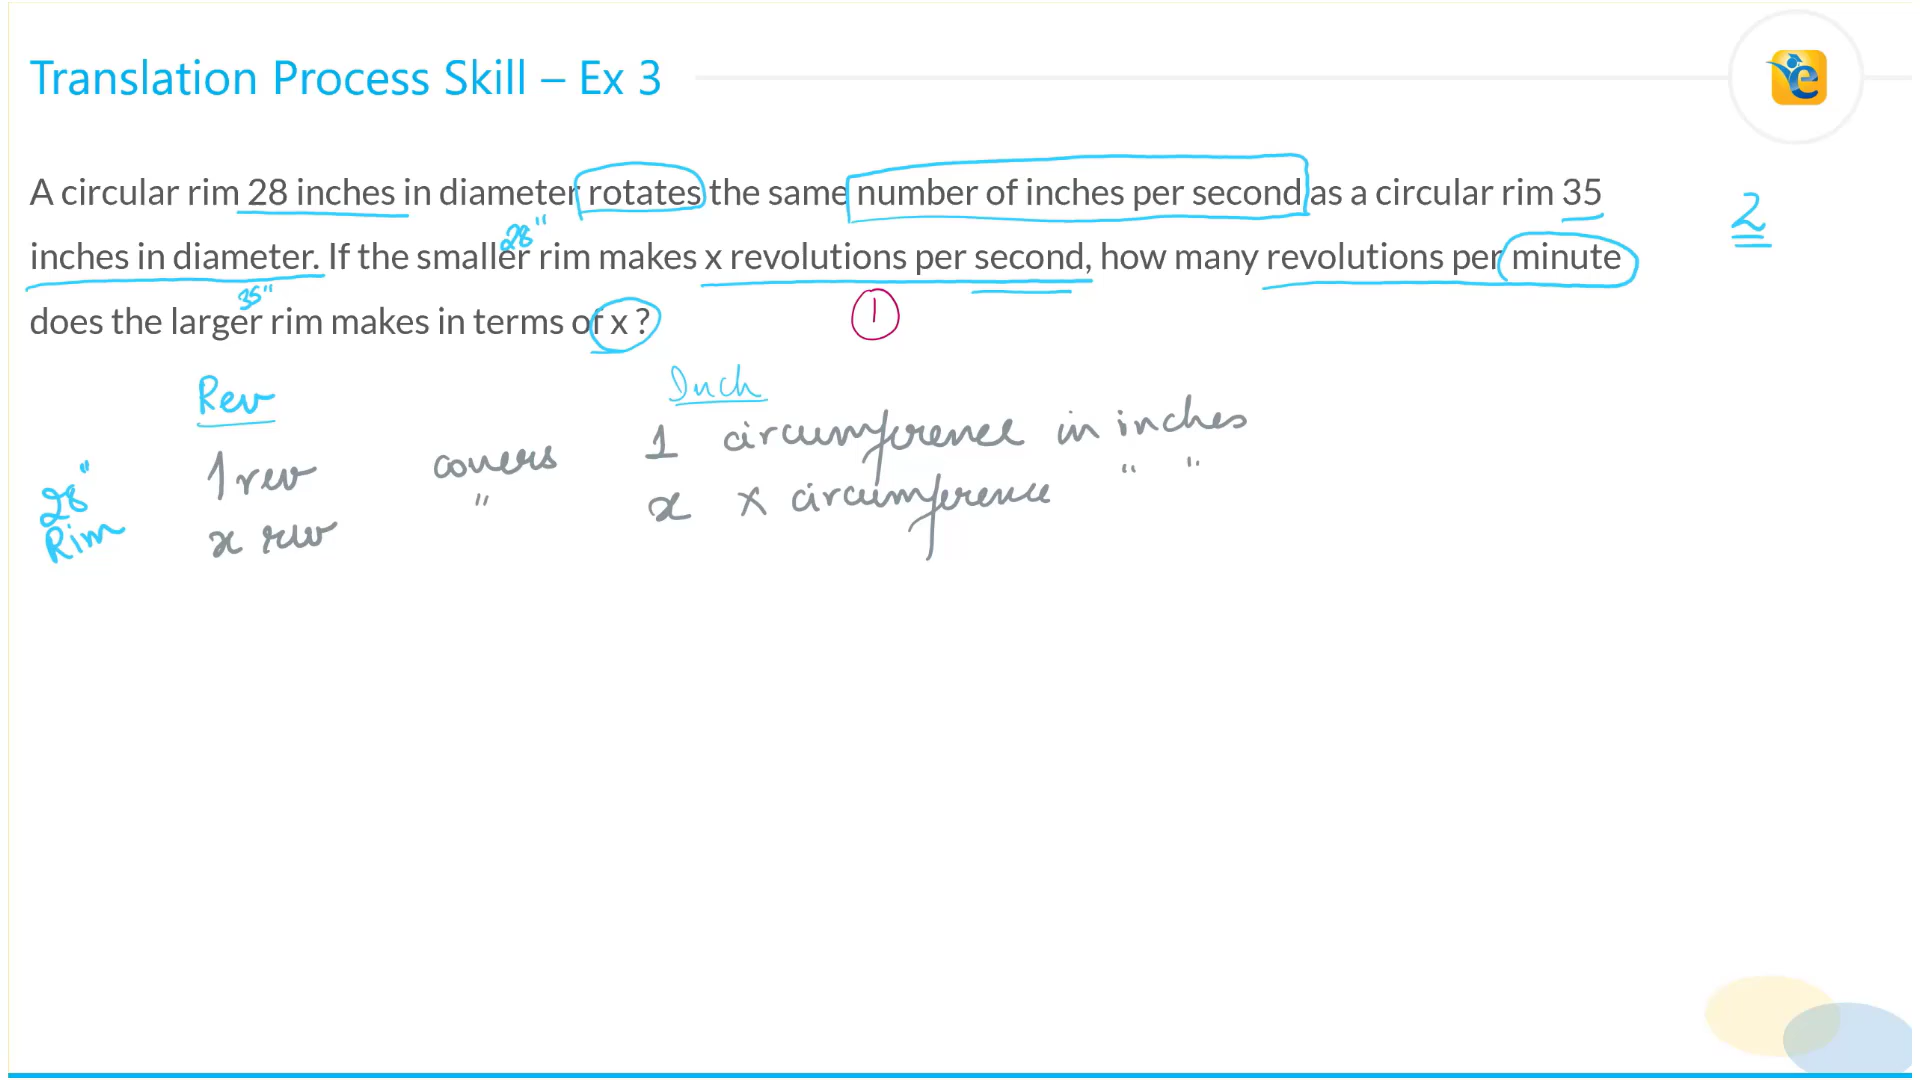 Translation Process Skill – Ex 3
A circular rim 28 inches in diameter rotates the same number of inches per second as a circular rim 35
2
28"
inches in diameter. If the smaller rim makes x revolutions per second, how many revolutions per minute
35"
does the larger rim makes in terms of x ?
1
Rev Inch
1 rev covers 1 circumference in inches
28" Rim
x rev " x × circumference " "
e